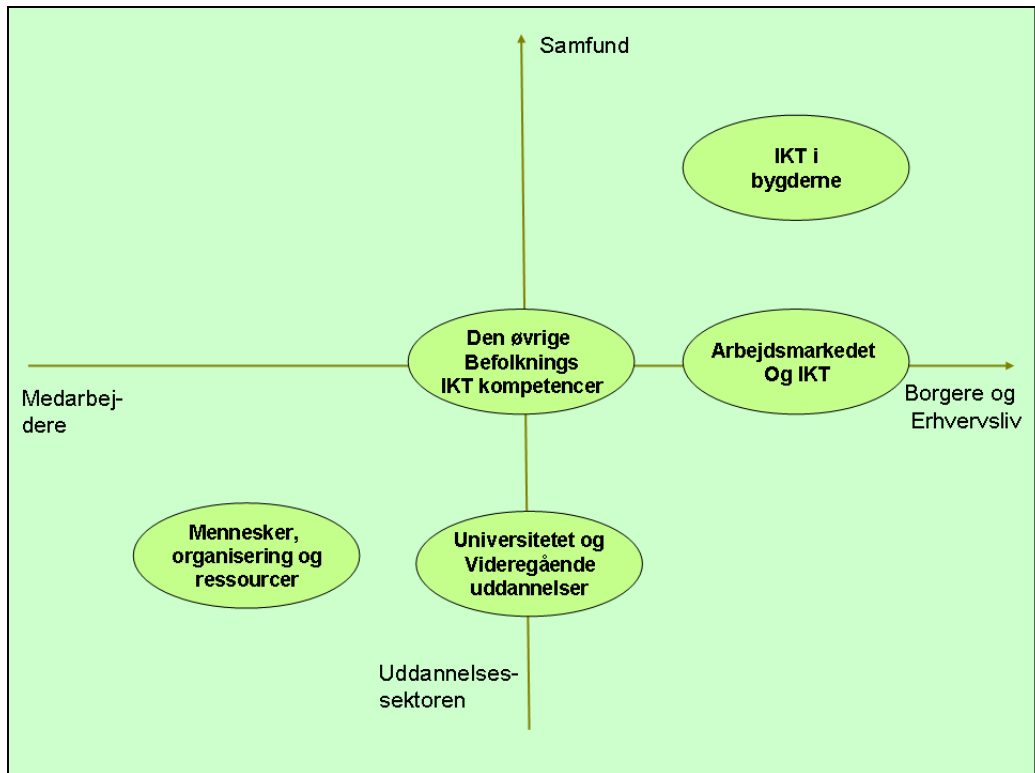 Samfund
IKT i
bygderne
Den øvrige
Befolknings
IKT kompetencer
Arbejdsmarkedet
Og IKT
Medarbej-
dere
Borgere og
Erhvervsliv
Mennesker,
organisering og
ressourcer
Universitetet og
Videregående
uddannelser
Uddannelses-
sektoren